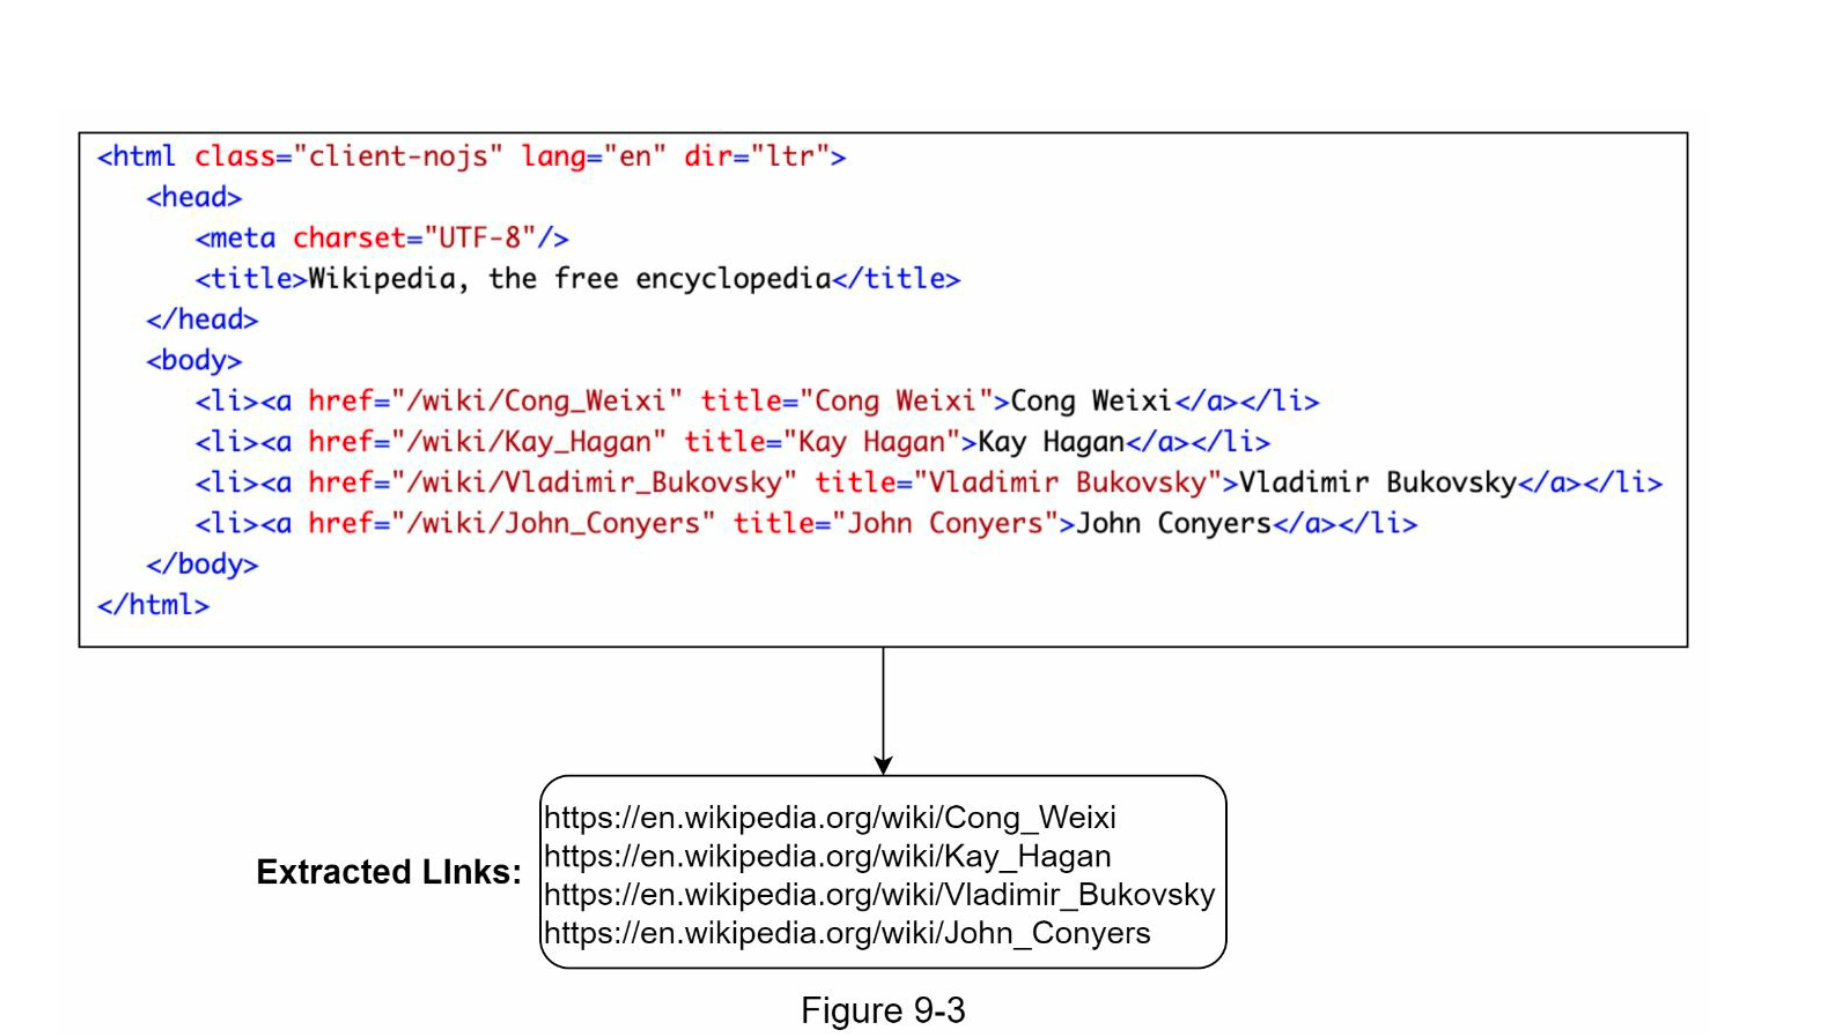 <html class="client-nojs" lang="en" dir="ltr">
<head>
<meta charset="UTF-8"/>
<title>Wikipedia, the free encyclopedia</title>
</head>
<body>
<li><a href="/wiki/Cong_Weixi" title="Cong Weixi">Cong Weixi</a></li>
<li><a href="/wiki/Kay_Hagan" title="Kay Hagan">Kay Hagan</a></li>
<li><a href="/wiki/Vladimir_Bukovsky" title="Vladimir Bukovsky">Vladimir Bukovsky</a></li>
<li><a href="/wiki/John_Conyers" title="John Conyers">John Conyers</a></li>
</body>
</html>
Extracted LInks:
https://en.wikipedia.org/wiki/Cong_Weixi
https://en.wikipedia.org/wiki/Kay_Hagan
https://en.wikipedia.org/wiki/Vladimir_Bukovsky
https://en.wikipedia.org/wiki/John_Conyers
Figure 9-3